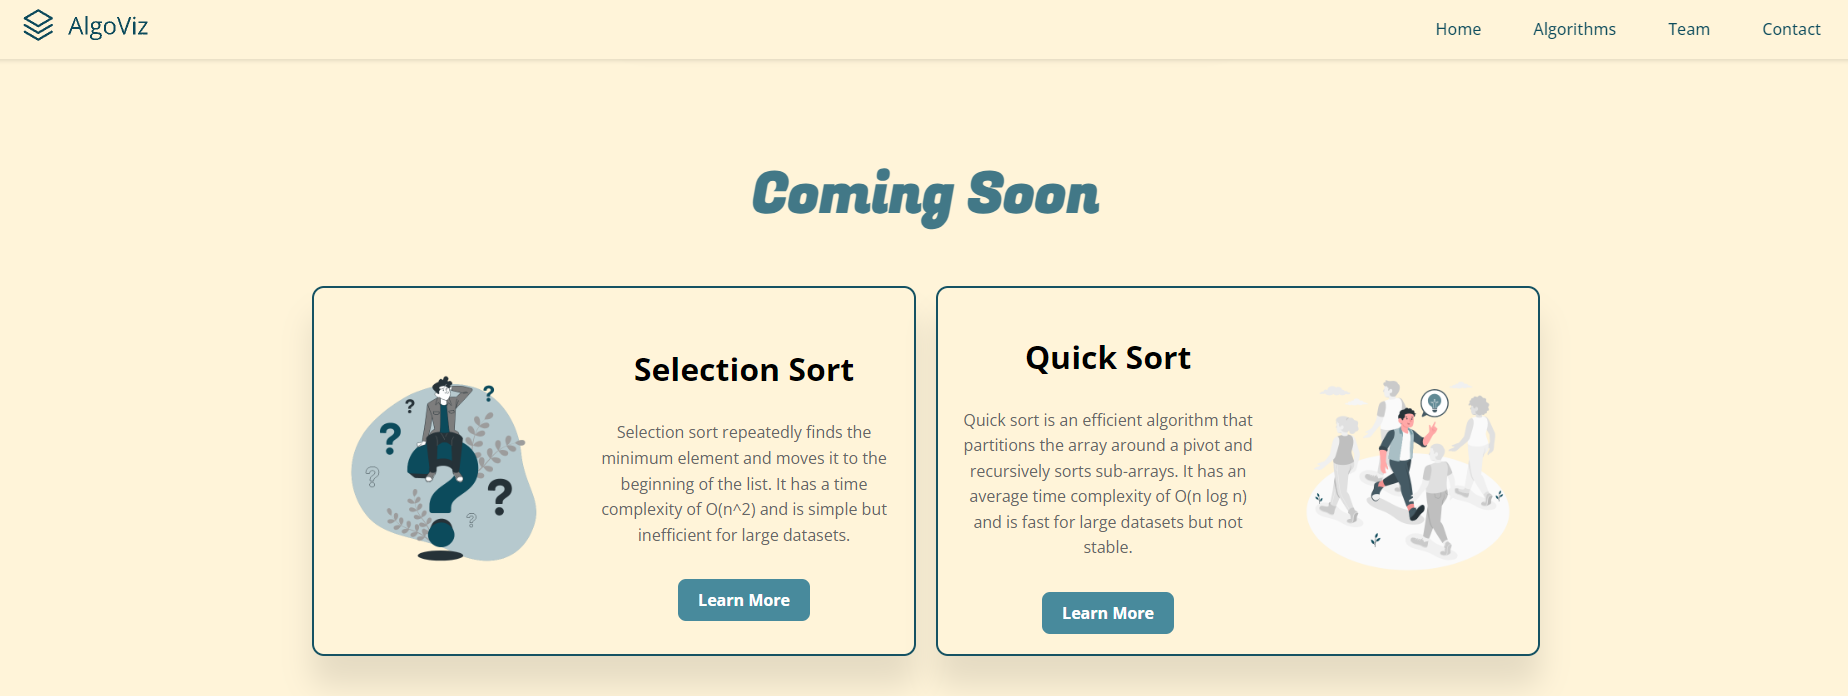 AlgoViz
Home
Algorithms
Team
Contact
Coming Soon
Selection Sort
Selection sort repeatedly finds the
minimum element and moves it to the
beginning of the list. It has a time
complexity of O(n^2) and is simple but
inefficient for large datasets.
Learn More
Quick Sort
Quick sort is an efficient algorithm that
partitions the array around a pivot and
recursively sorts sub-arrays. It has an
average time complexity of O(n log n)
and is fast for large datasets but not
stable.
Learn More
? ? ? ? ? ? ?